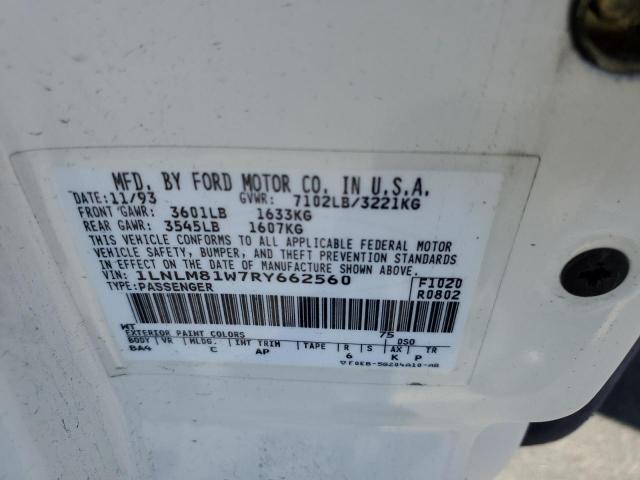 MFD. BY FORD MOTOR CO. IN U.S.A.
DATE: 11/93 GVWR: 7102LB/3221KG
FRONT GAWR: 3601LB 1633KG
REAR GAWR: 3545LB 1607KG
THIS VEHICLE CONFORMS TO ALL APPLICABLE FEDERAL MOTOR
VEHICLE SAFETY, BUMPER, AND THEFT PREVENTION STANDARDS
IN EFFECT ON THE DATE OF MANUFACTURE SHOWN ABOVE.
VIN: 1LNLM81W7RY662560 F1020
TYPE: PASSENGER R0802
WT 75
EXTERIOR PAINT COLORS DSO
BODY VR MLDG. INT TRIM TAPE R S AX TR
BA4 C AP 6 K P